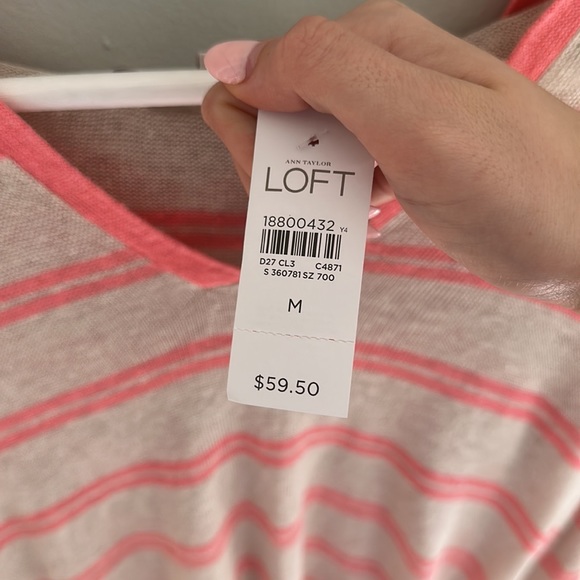 ANN TAYLOR
LOFT
18800432 Y4
D27 CL3 C4871
S 360781 SZ 700
M
$59.50